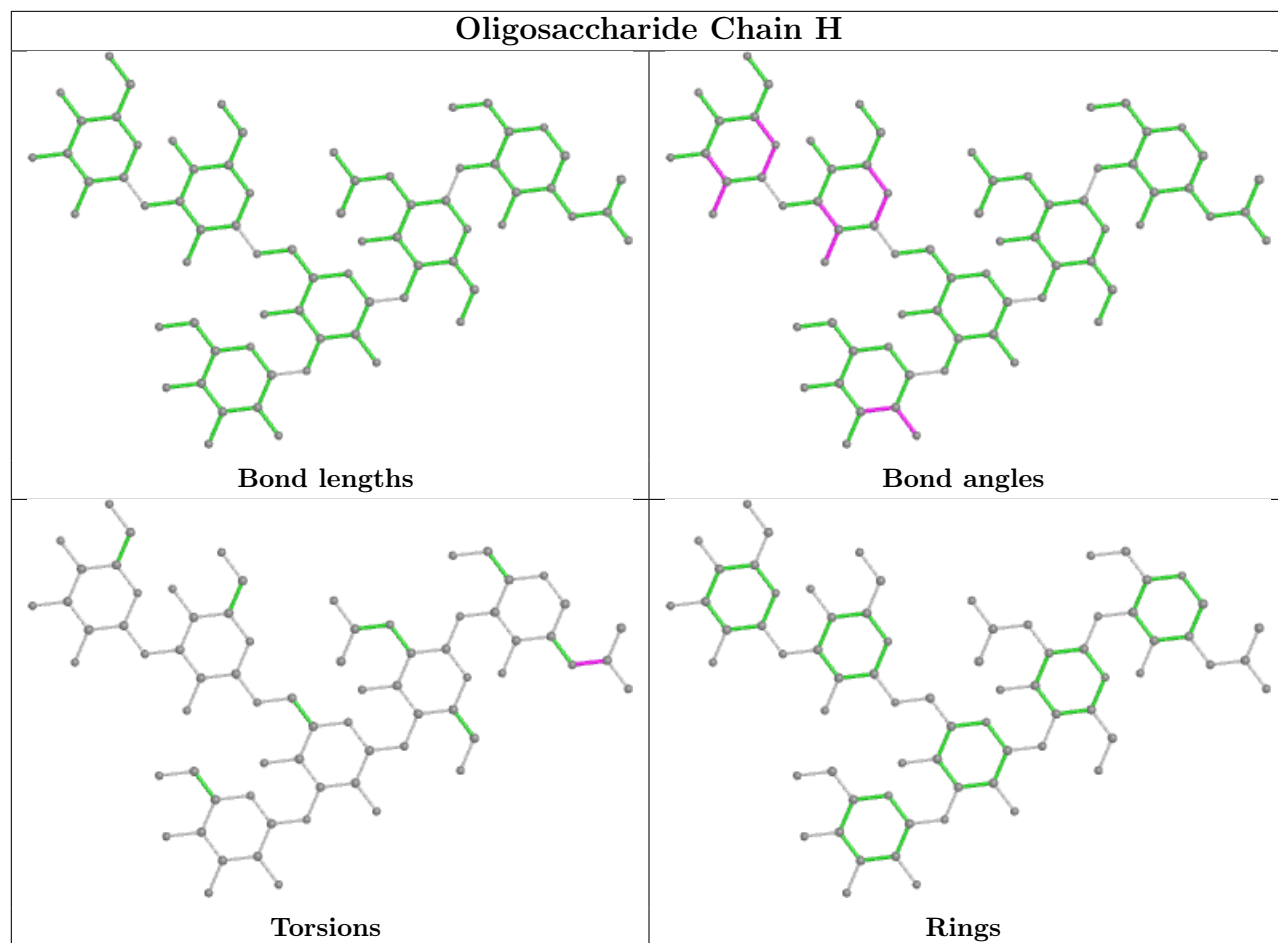 Oligosaccharide Chain H
Bond lengths
Bond angles
Torsions
Rings